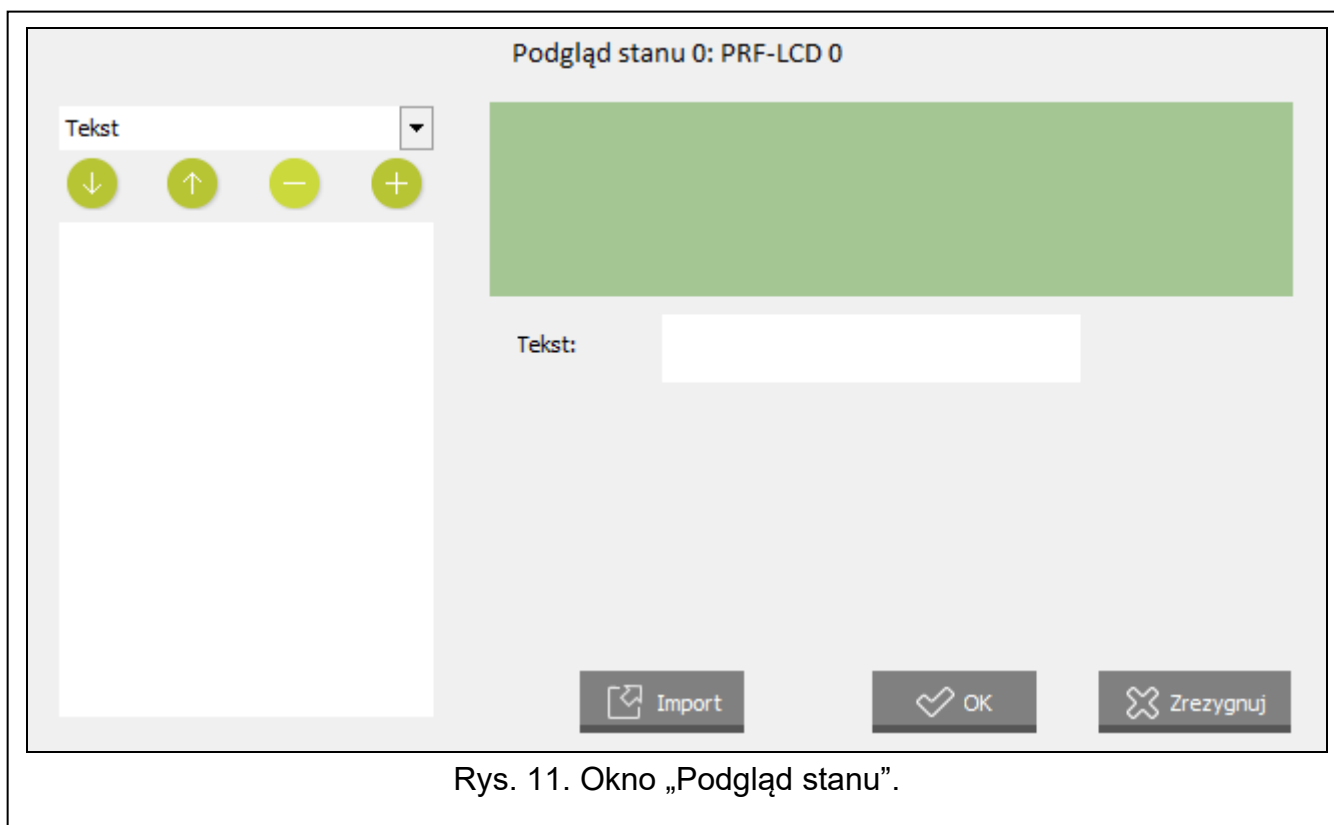 Podgląd stanu 0: PRF-LCD 0
Tekst
Tekst:
Import
OK
Zrezygnuj
Rys. 11. Okno „Podgląd stanu”.